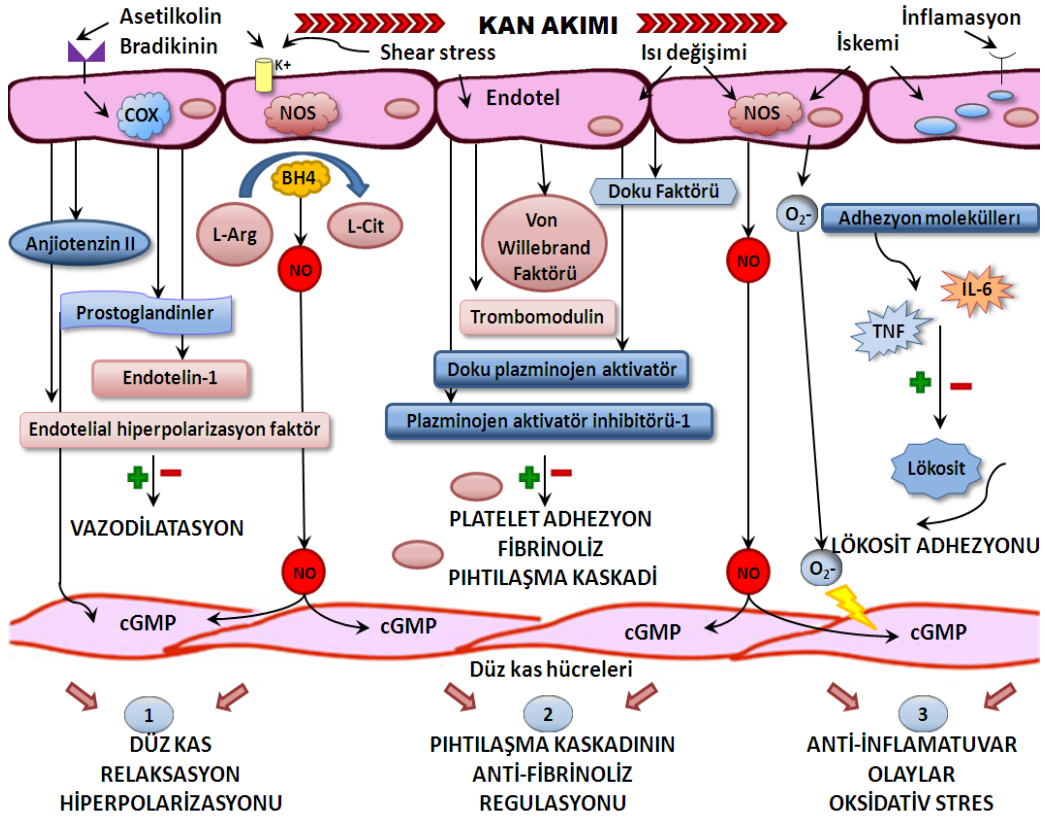 Asetilkolin
Bradikinin
KAN AKIMI
Shear stress
Isı değişimi
İskemi
İnflamasyon
K+
COX
NOS
Endotel
NOS
BH4
L-Arg
L-Cit
NO
Anjiotenzin II
Prostoglandinler
Endotelin-1
Endotelial hiperpolarizasyon faktör
+ −
VAZODİLATASYON
Von
Willebrand
Faktörü
Doku Faktörü
Trombomodulin
Doku plazminojen aktivatör
Plazminojen aktivatör inhibitörü-1
+ −
PLATELET ADHEZYON
FİBRİNOLİZ
PIHTILAŞMA KASKADİ
NO
O2-
Adhezyon moleküllerı
IL-6
TNF
+ −
Lökosit
LÖKOSİT ADHEZYONU
NO
NO
O2-
cGMP
cGMP
cGMP
cGMP
Düz kas hücreleri
1
DÜZ KAS
RELAKSASYON
HİPERPOLARİZASYONU
2
PIHTILAŞMA KASKADININ
ANTİ-FİBRİNOLİZ
REGULASYONU
3
ANTİ-İNFLAMATUVAR
OLAYLAR
OKSİDATİV STRES